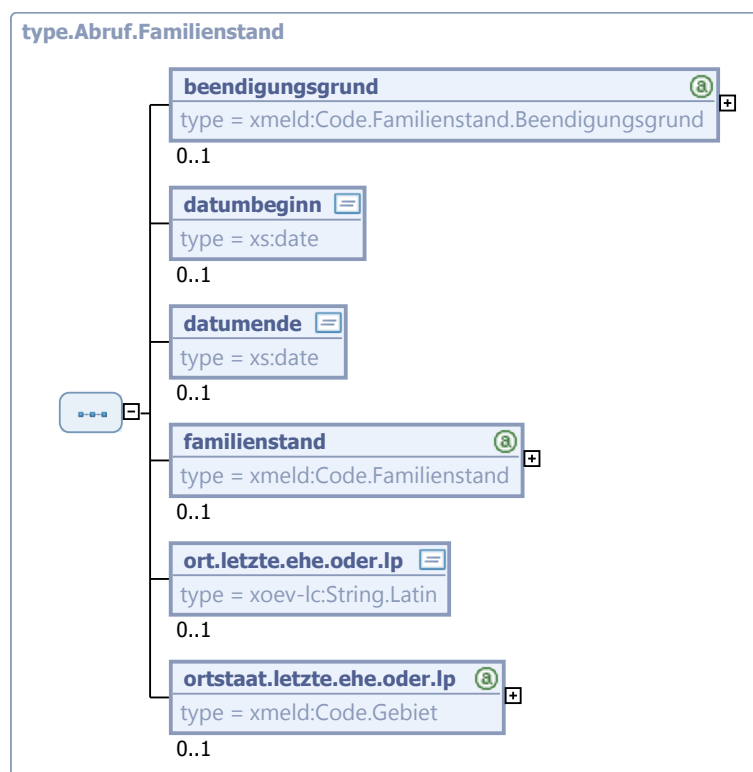 type.Abruf.Familienstand
beendigungsgrund
type = xmeld:Code.Familienstand.Beendigungsgrund
0..1
datumbeginn
type = xs:date
0..1
datumende
type = xs:date
0..1
familienstand
type = xmeld:Code.Familienstand
0..1
ort.letzte.ehe.oder.lp
type = xoev-lc:String.Latin
0..1
ortstaat.letzte.ehe.oder.lp
type = xmeld:Code.Gebiet
0..1